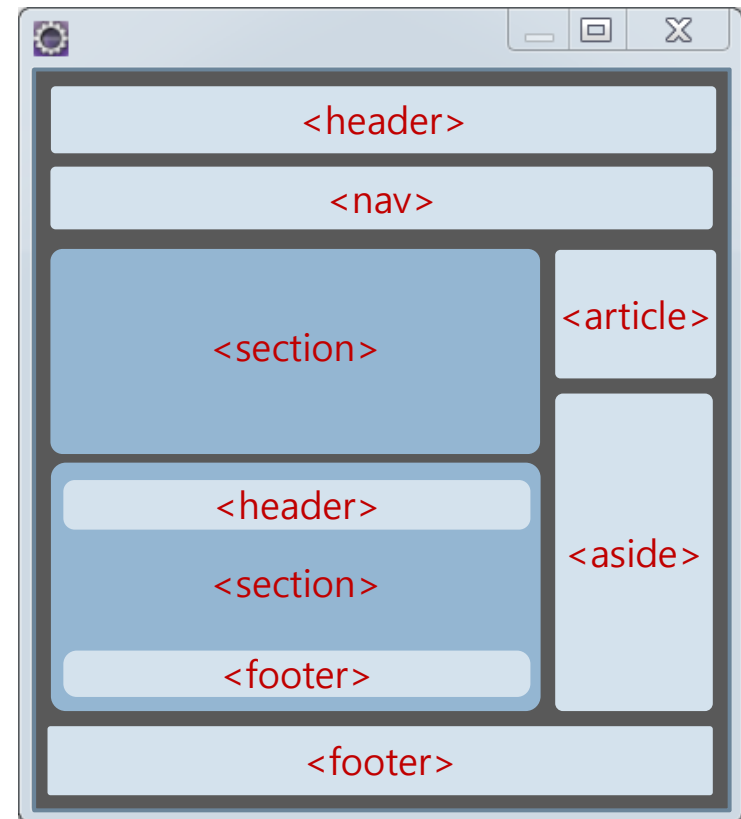 <header>
<nav>
<section>
<article>
<header>
<section>
<footer>
<aside>
<footer>